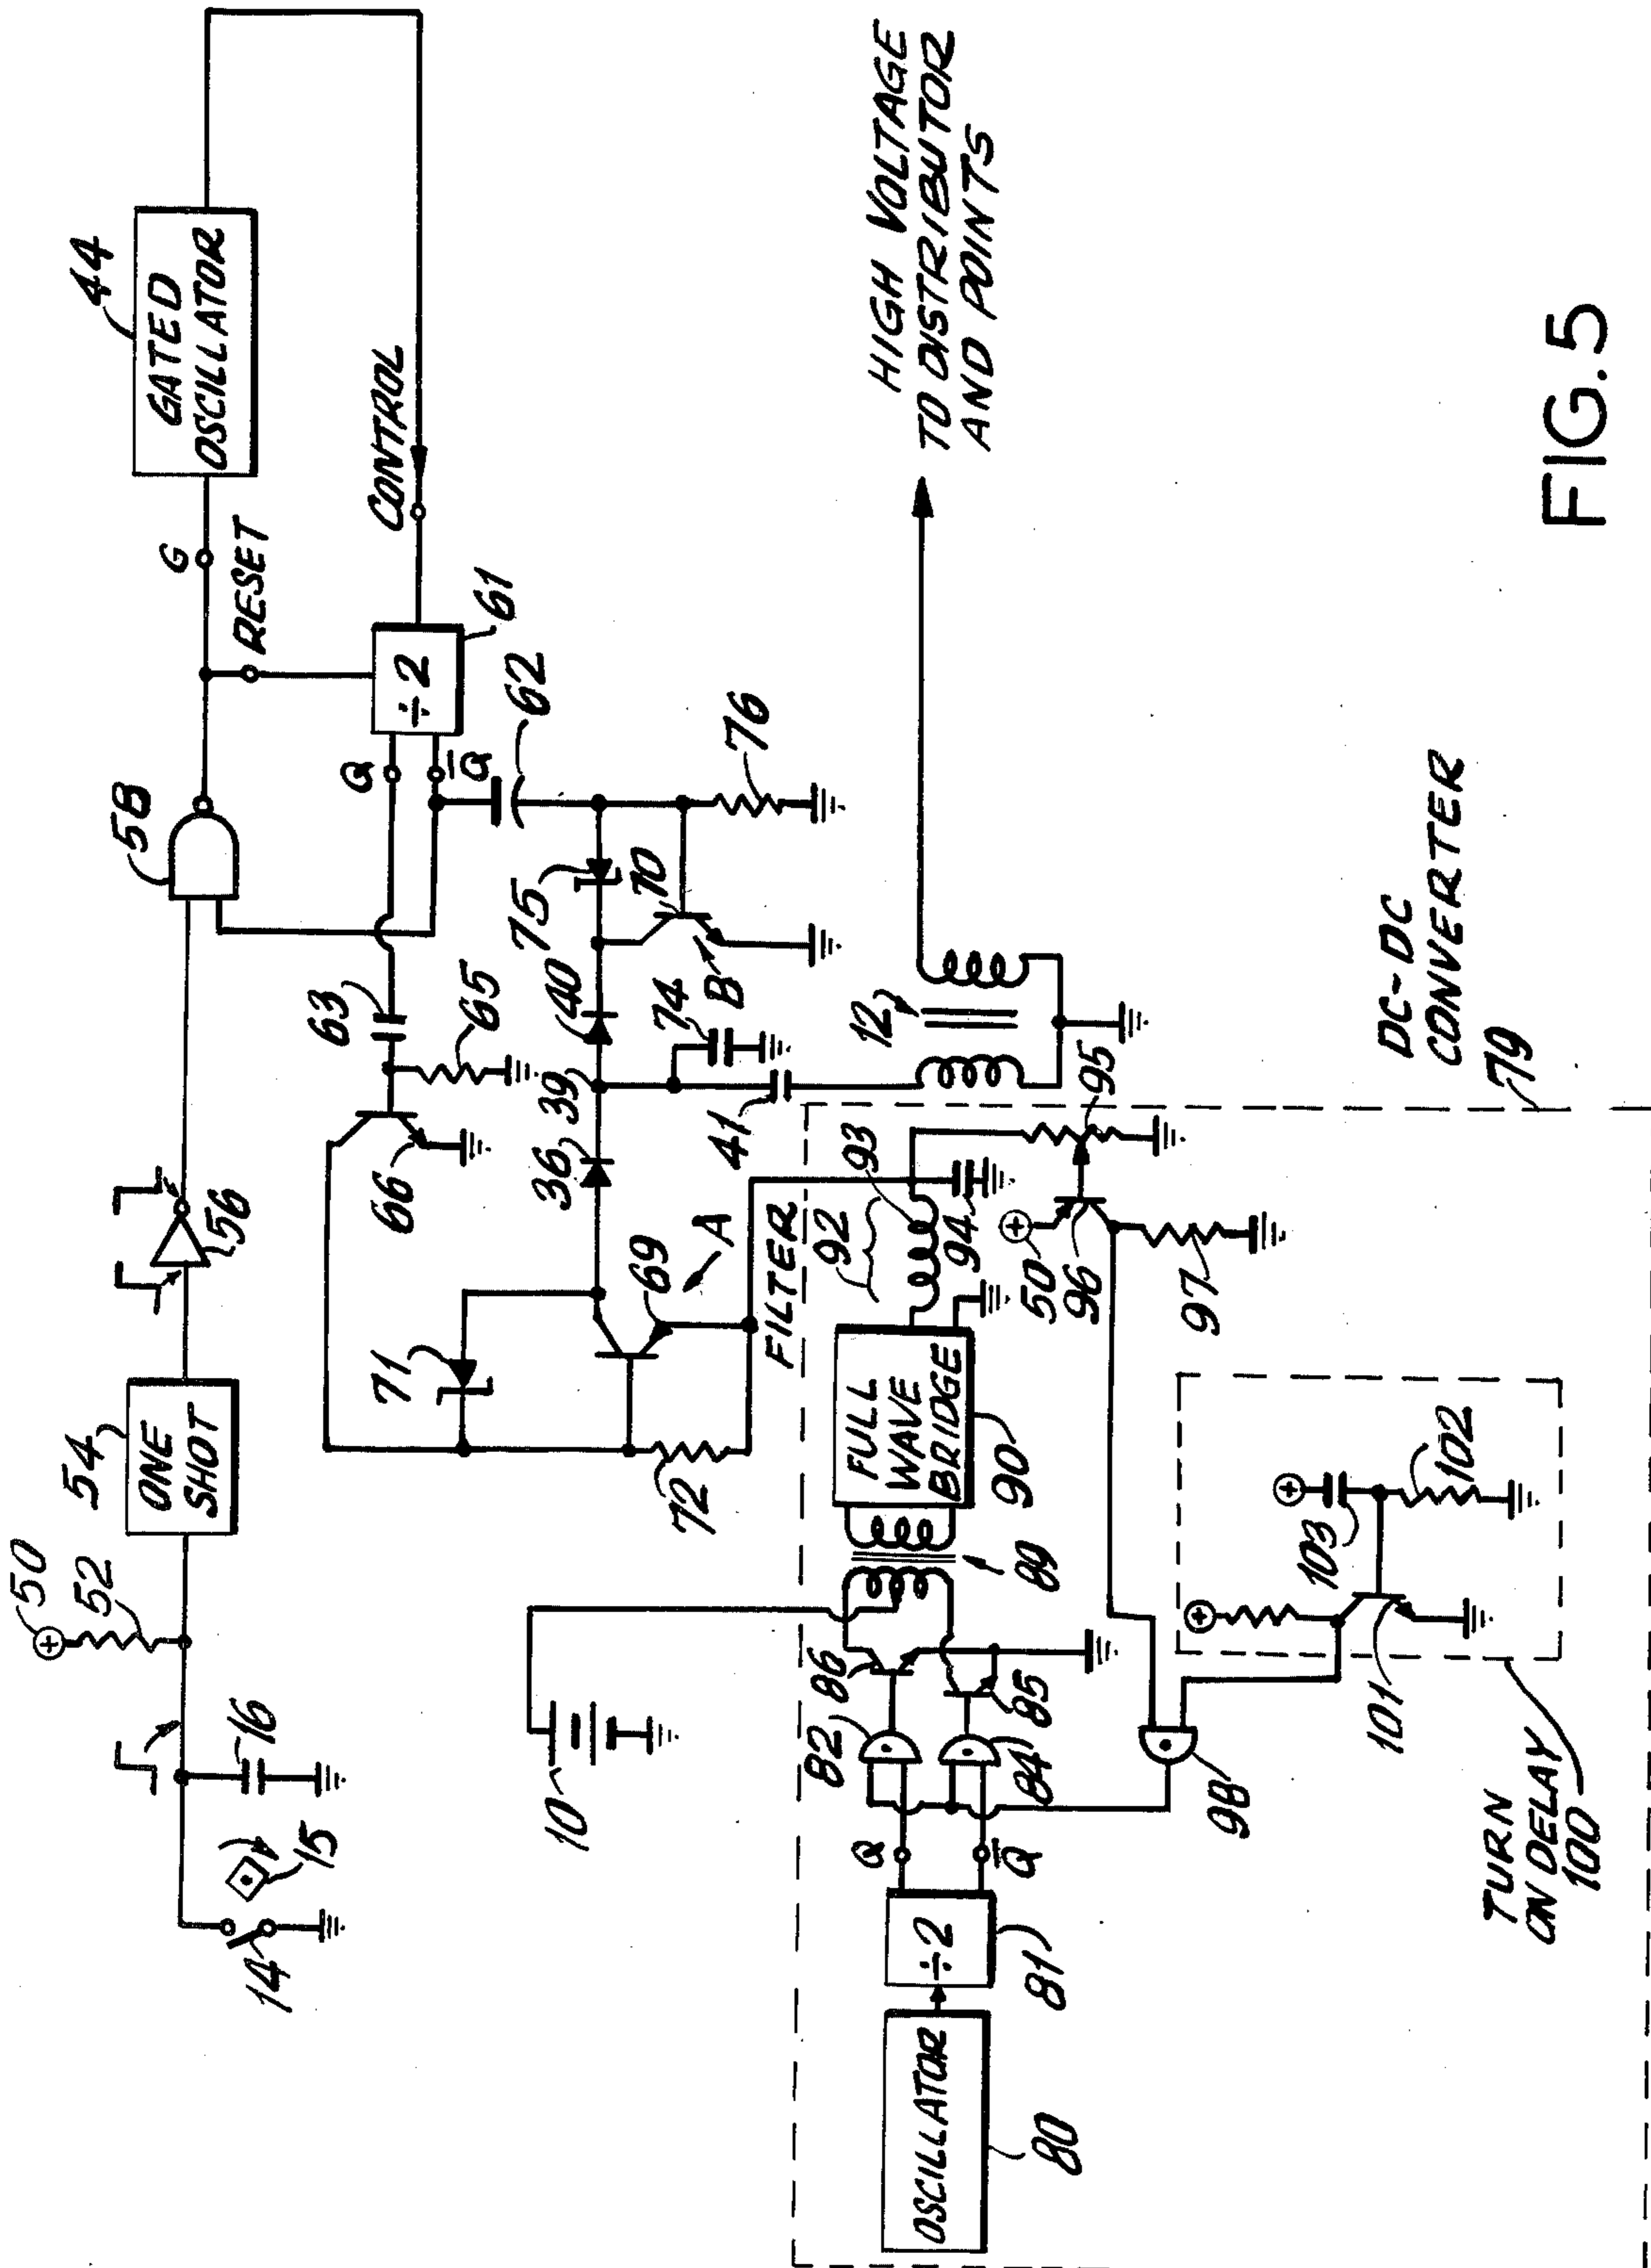 50
52
54
ONE
SHOT
56
58
G
RESET
44
GATED
OSCILLATOR
CONTROL
14
15
16
63
65
66
Q
Q̅
÷2
61
62
71
72
69
A
36
39
40
75
70
B
74
76
41
12
HIGH VOLTAGE
TO DISTRIBUTOR
AND POINTS
10
FILTER
92
93
94
95
50
96
97
FULL
WAVE
BRIDGE
90
89
86
85
82
84
Q
Q̅
÷2
81
OSCILLATOR
80
98
103
102
101
TURN
ON DELAY
100
DC-DC
CONVERTER
79
FIG.5